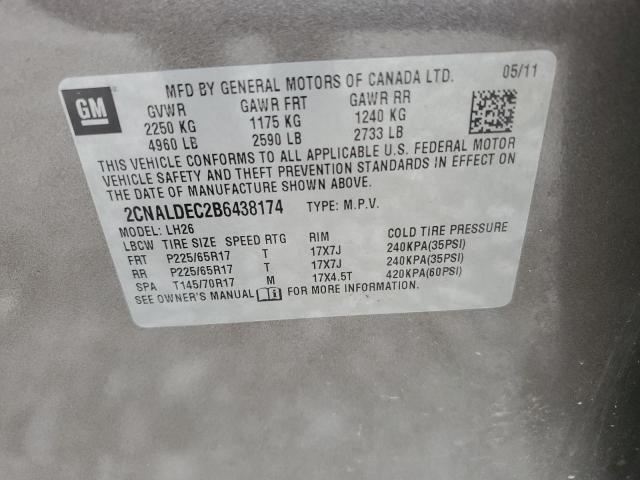 GM
MFD BY GENERAL MOTORS OF CANADA LTD. 05/11
GVWR GAWR FRT GAWR RR
2250 KG 1175 KG 1240 KG
4960 LB 2590 LB 2733 LB
THIS VEHICLE CONFORMS TO ALL APPLICABLE U.S. FEDERAL MOTOR
VEHICLE SAFETY AND THEFT PREVENTION STANDARDS IN EFFECT ON
THE DATE OF MANUFACTURE SHOWN ABOVE.
2CNALDEC2B6438174 TYPE: M.P.V.
MODEL: LH26
LBCW TIRE SIZE SPEED RTG RIM COLD TIRE PRESSURE
FRT P225/65R17 T 17X7J 240KPA(35PSI)
RR P225/65R17 T 17X7J 240KPA(35PSI)
SPA T145/70R17 M 17X4.5T 420KPA(60PSI)
SEE OWNER'S MANUAL FOR MORE INFORMATION.